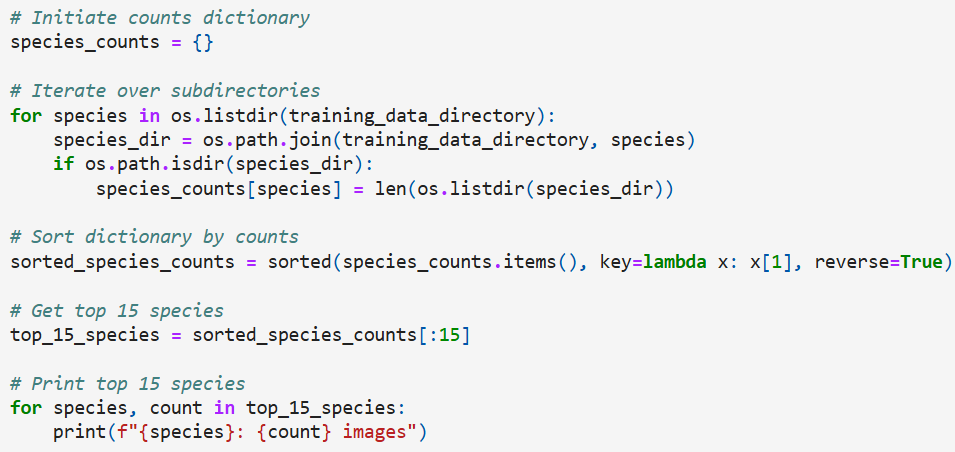 # Initiate counts dictionary
species_counts = {}

# Iterate over subdirectories
for species in os.listdir(training_data_directory):
    species_dir = os.path.join(training_data_directory, species)
    if os.path.isdir(species_dir):
        species_counts[species] = len(os.listdir(species_dir))

# Sort dictionary by counts
sorted_species_counts = sorted(species_counts.items(), key=lambda x: x[1], reverse=True)

# Get top 15 species
top_15_species = sorted_species_counts[:15]

# Print top 15 species
for species, count in top_15_species:
    print(f"{species}: {count} images")